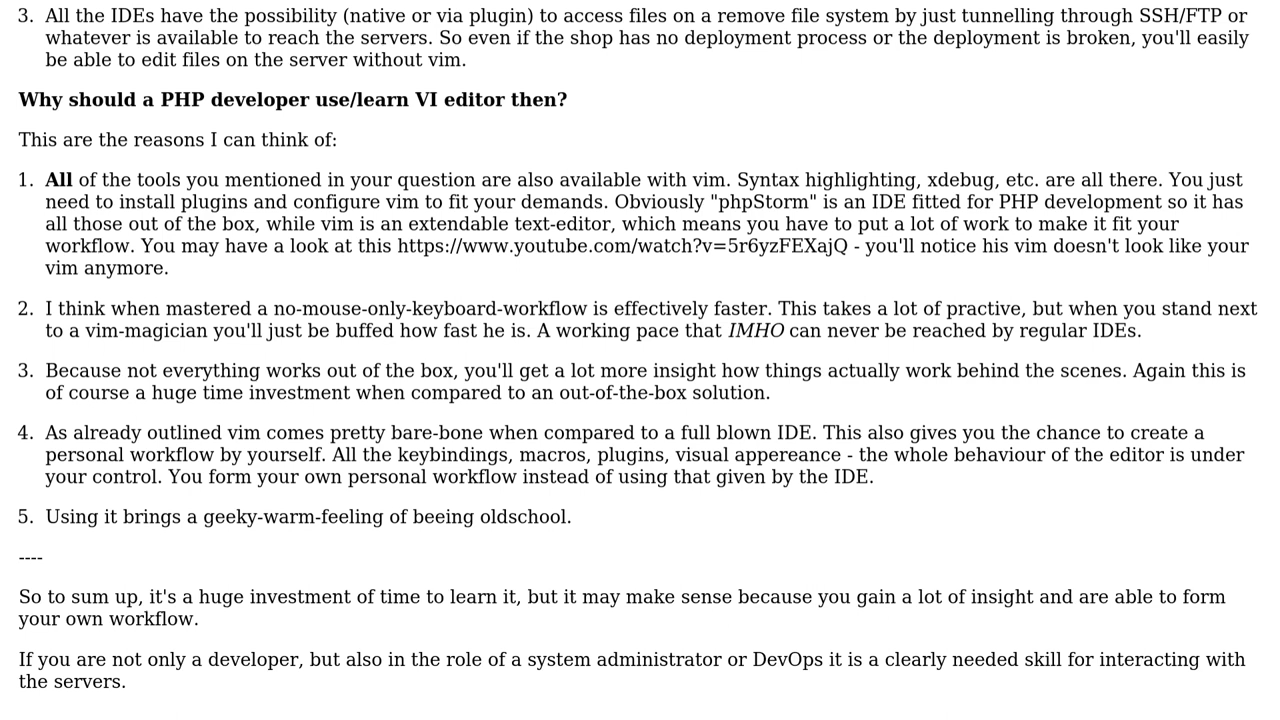 3. All the IDEs have the possibility (native or via plugin) to access files on a remove file system by just tunnelling through SSH/FTP or
whatever is available to reach the servers. So even if the shop has no deployment process or the deployment is broken, you'll easily
be able to edit files on the server without vim.
Why should a PHP developer use/learn VI editor then?
This are the reasons I can think of:
1. All of the tools you mentioned in your question are also available with vim. Syntax highlighting, xdebug, etc. are all there. You just
need to install plugins and configure vim to fit your demands. Obviously "phpStorm" is an IDE fitted for PHP development so it has
all those out of the box, while vim is an extendable text-editor, which means you have to put a lot of work to make it fit your
workflow. You may have a look at this https://www.youtube.com/watch?v=5r6yzFEXajQ - you'll notice his vim doesn't look like your
vim anymore.
2. I think when mastered a no-mouse-only-keyboard-workflow is effectively faster. This takes a lot of practive, but when you stand next
to a vim-magician you'll just be buffed how fast he is. A working pace that IMHO can never be reached by regular IDEs.
3. Because not everything works out of the box, you'll get a lot more insight how things actually work behind the scenes. Again this is
of course a huge time investment when compared to an out-of-the-box solution.
4. As already outlined vim comes pretty bare-bone when compared to a full blown IDE. This also gives you the chance to create a
personal workflow by yourself. All the keybindings, macros, plugins, visual appereance - the whole behaviour of the editor is under
your control. You form your own personal workflow instead of using that given by the IDE.
5. Using it brings a geeky-warm-feeling of beeing oldschool.
----
So to sum up, it's a huge investment of time to learn it, but it may make sense because you gain a lot of insight and are able to form
your own workflow.
If you are not only a developer, but also in the role of a system administrator or DevOps it is a clearly needed skill for interacting with
the servers.